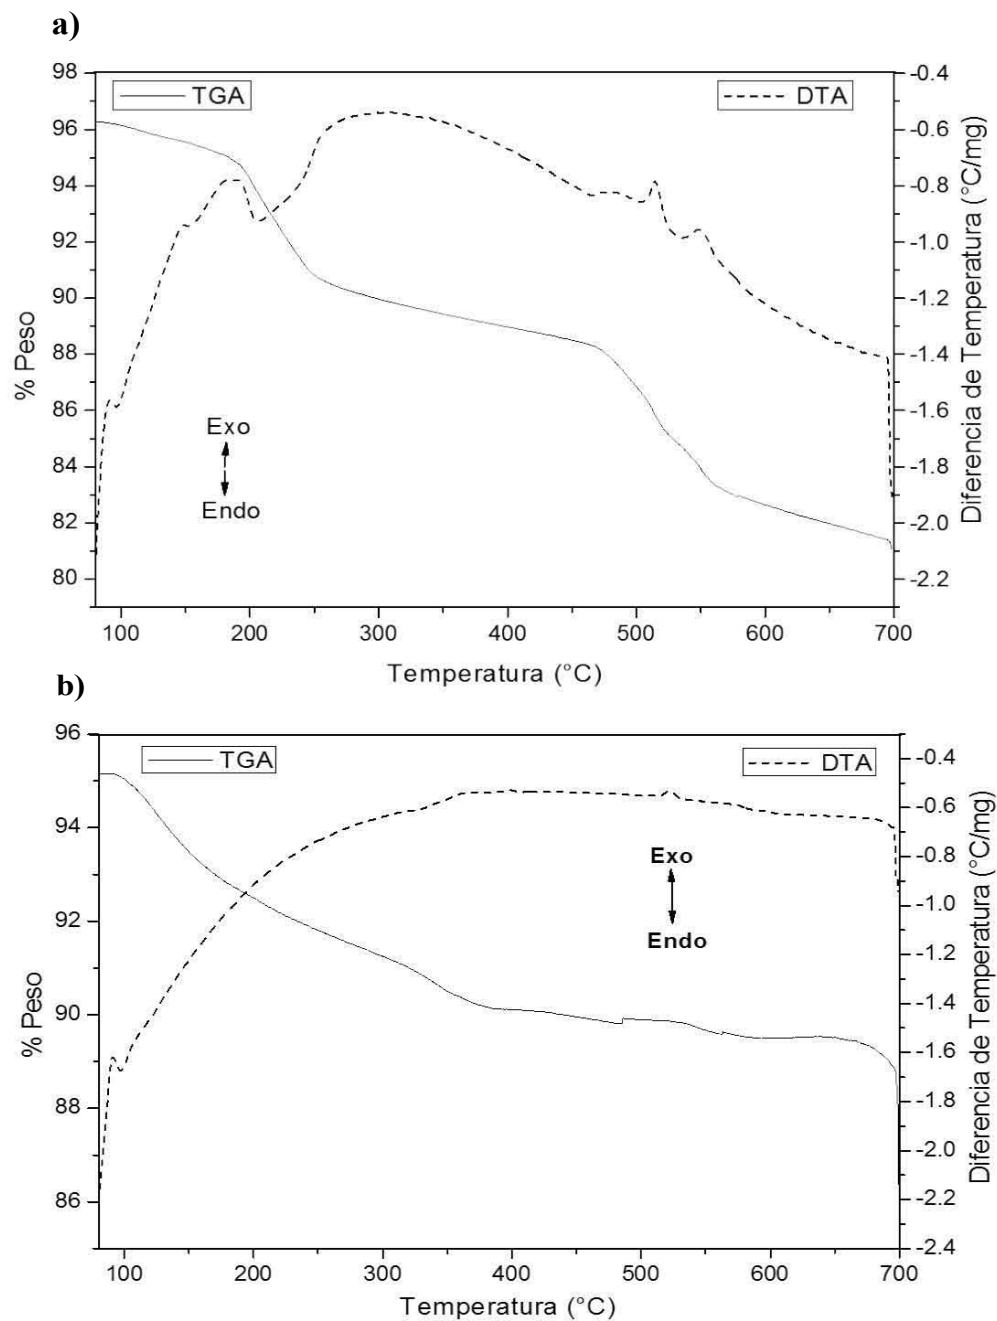 a)
TGA
DTA
98
96
94
92
90
88
86
84
82
80
% Peso
-0.4
-0.6
-0.8
-1.0
-1.2
-1.4
-1.6
-1.8
-2.0
-2.2
Diferencia de Temperatura (°C/mg)
Exo
Endo
100 200 300 400 500 600 700
Temperatura (°C)
b)
TGA
DTA
96
94
92
90
88
86
% Peso
-0.4
-0.6
-0.8
-1.0
-1.2
-1.4
-1.6
-1.8
-2.0
-2.2
-2.4
Diferencia de Temperatura (°C/mg)
Exo
Endo
100 200 300 400 500 600 700
Temperatura (°C)